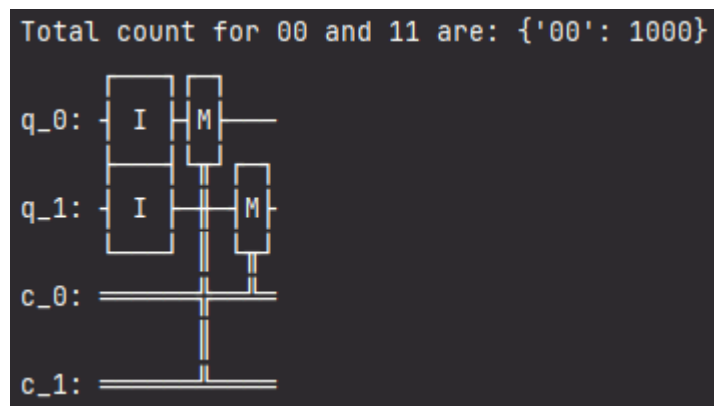 Total count for 00 and 11 are: {'00': 1000}
q_0: I M
q_1: I M
c_0:
c_1: